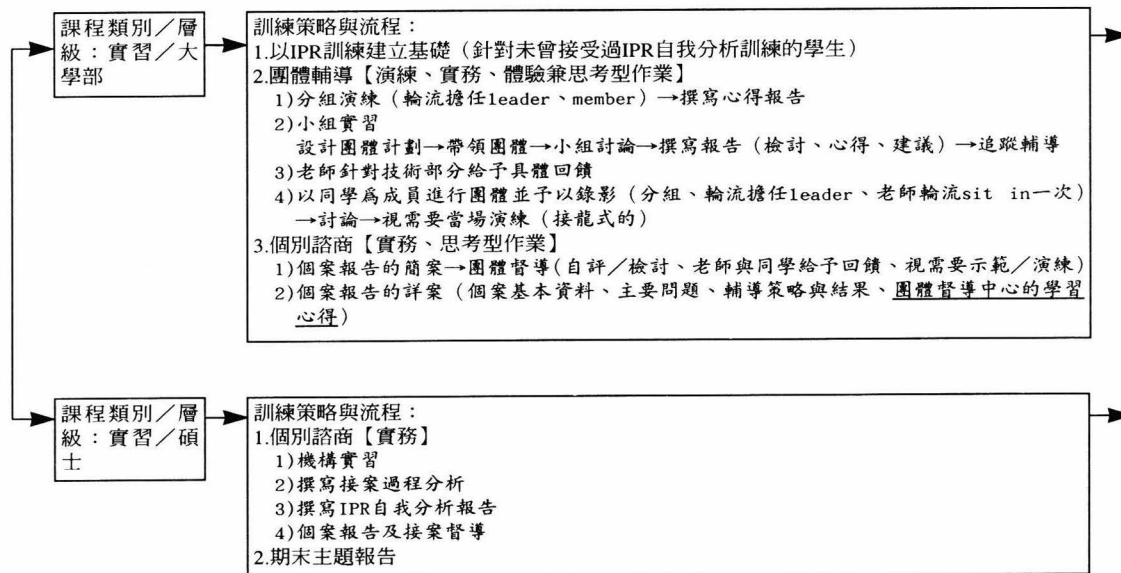 課程類別／層
級：實習／大
學部
訓練策略與流程：
1.以IPR訓練建立基礎（針對未曾接受過IPR自我分析訓練的學生）
2.團體輔導【演練、實務、體驗兼思考型作業】
1)分組演練（輪流擔任leader、member）→撰寫心得報告
2)小組實習
設計團體計劃→帶領團體→小組討論→撰寫報告（檢討、心得、建議）→追蹤輔導
3)老師針對技術部分給予具體回饋
4)以同學爲成員進行團體並予以錄影（分組、輪流擔任leader、老師輪流sit in一次）
→討論→視需要當場演練（接龍式的）
3.個別諮商【實務、思考型作業】
1)個案報告的簡案→團體督導(自評／檢討、老師與同學給予回饋、視需要示範／演練）
2)個案報告的詳案（個案基本資料、主要問題、輔導策略與結果、團體督導中心的學習
心得）
課程類別／層
級：實習／碩
士
訓練策略與流程：
1.個別諮商【實務】
1)機構實習
2)撰寫接案過程分析
3)撰寫IPR自我分析報告
4)個案報告及接案督導
2.期末主題報告